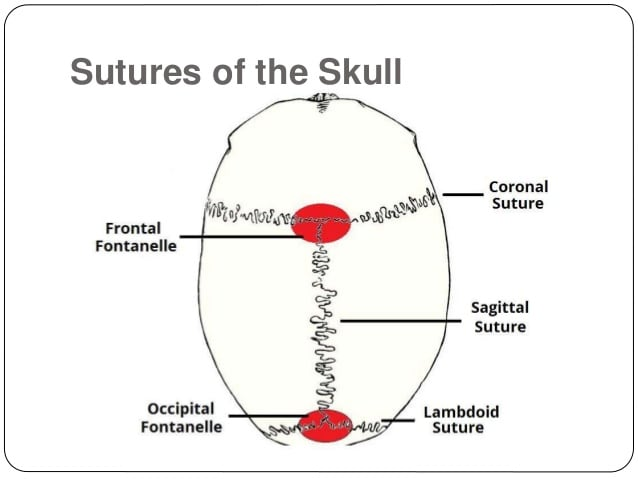 Sutures of the Skull
Coronal
Suture
Frontal
Fontanelle
Sagittal
Suture
Occipital
Fontanelle
Lambdoid
Suture